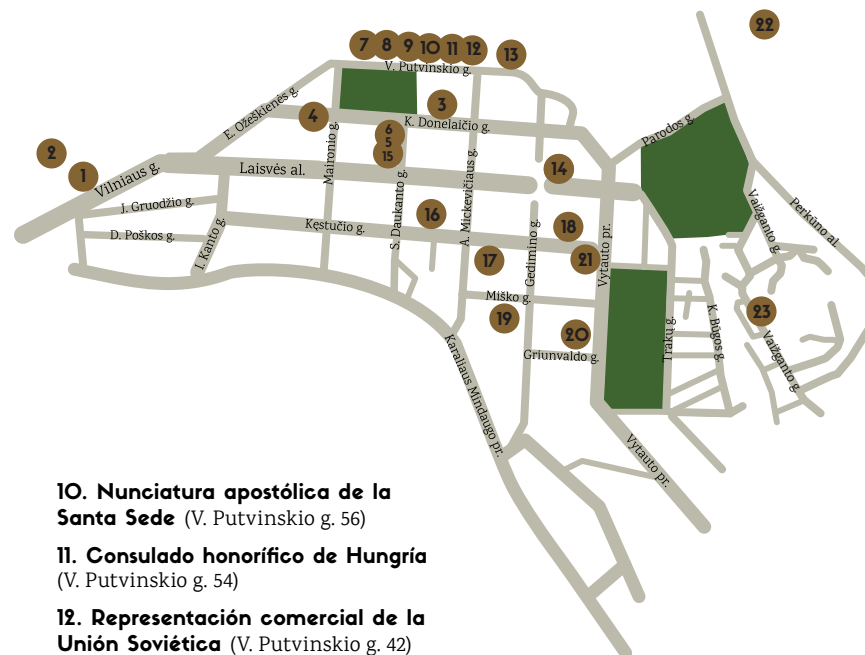 22
7 8 9 10 11 12 13
V. Putvinskio g.
E. Ožeškienės g.
4
3
K. Donelaičio g.
Parodos g.
6
5
15
2
1
Vilniaus g.
Laisvės al.
Maironio g.
S. Daukanto g.
A. Mickevičiaus g.
14
J. Gruodžio g.
D. Poškos g.
I. Kanto g.
Kęstučio g.
16
Gedimino g.
18
Vytauto pr.
Vaižganto g.
Perkūno al.
17
21
Miško g.
19
20
Griunvaldo g.
Trakų g.
K. Būgos g.
23
Vaižganto g.
Karaliaus Mindaugo pr.
Vytauto pr.
10. Nunciatura apostólica de la
Santa Sede (V. Putvinskio g. 56)
11. Consulado honorífico de Hungría
(V. Putvinskio g. 54)
12. Representación comercial de la
Unión Soviética (V. Putvinskio g. 42)